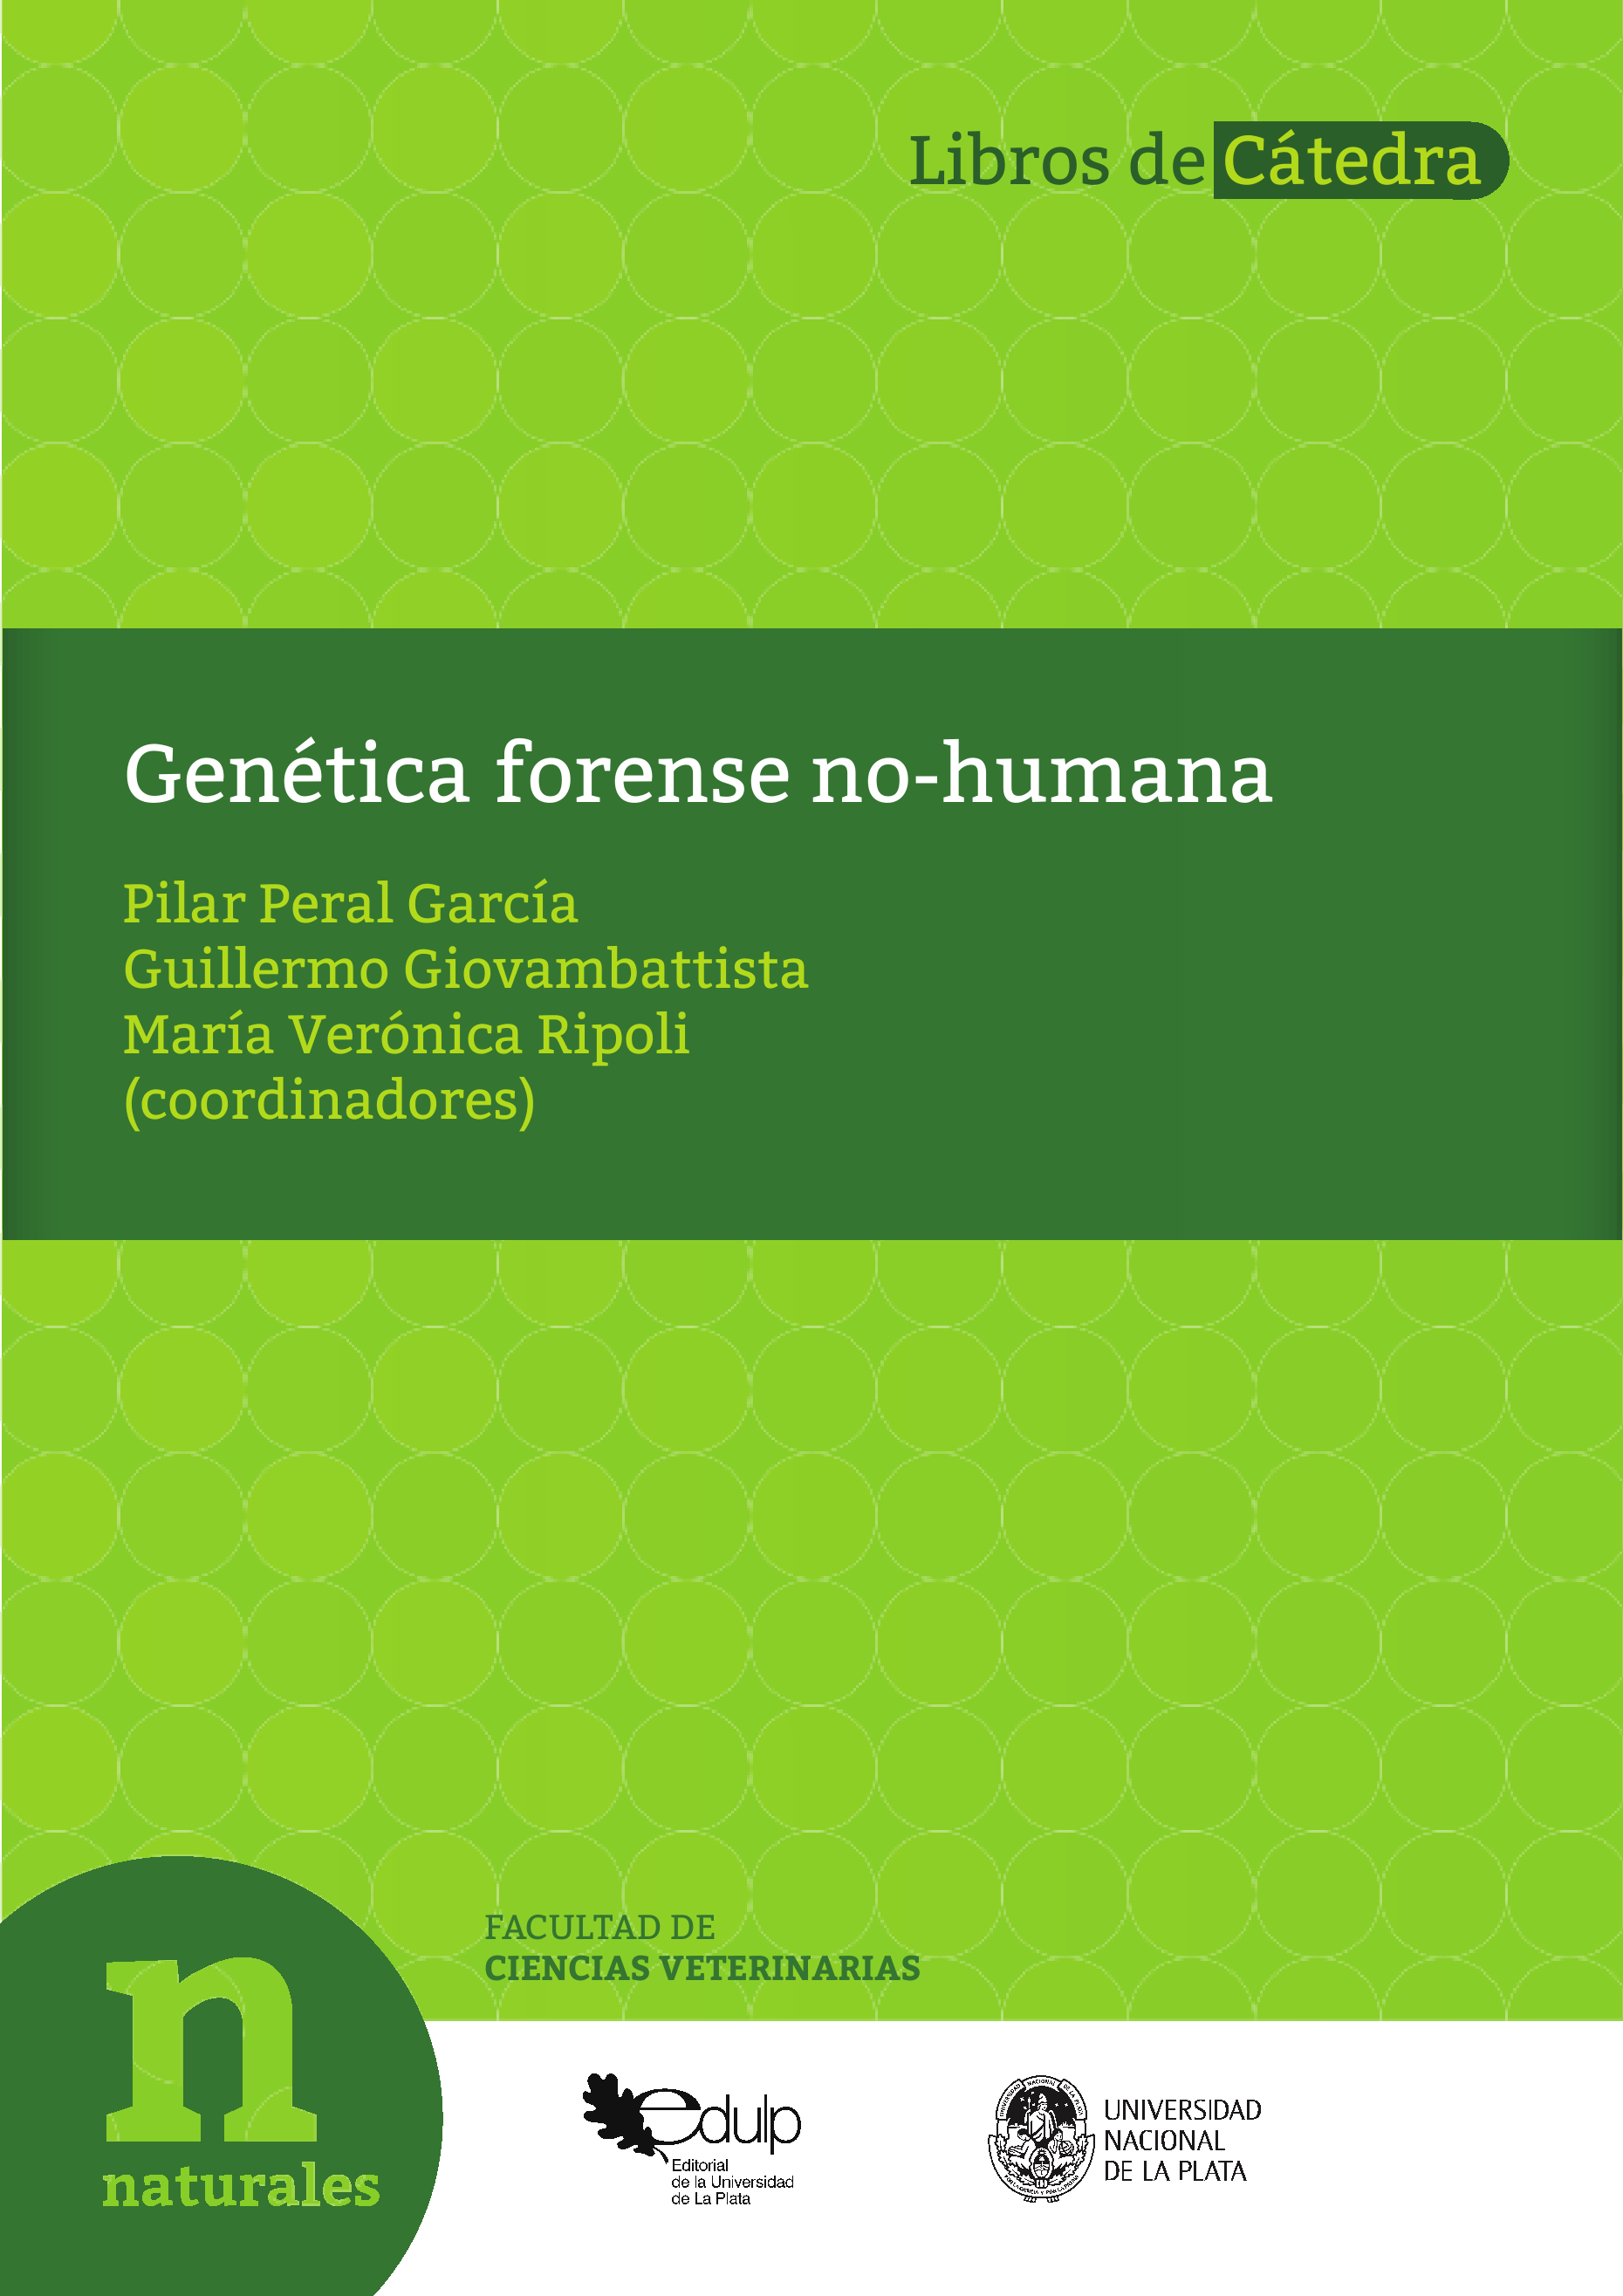 Libros de Cátedra
Genética forense no-humana
Pilar Peral García
Guillermo Giovambattista
María Verónica Ripoli
(coordinadores)
FACULTAD DE
CIENCIAS VETERINARIAS
n
naturales
edulp
Editorial
de la Universidad
de La Plata
UNIVERSIDAD
NACIONAL
DE LA PLATA